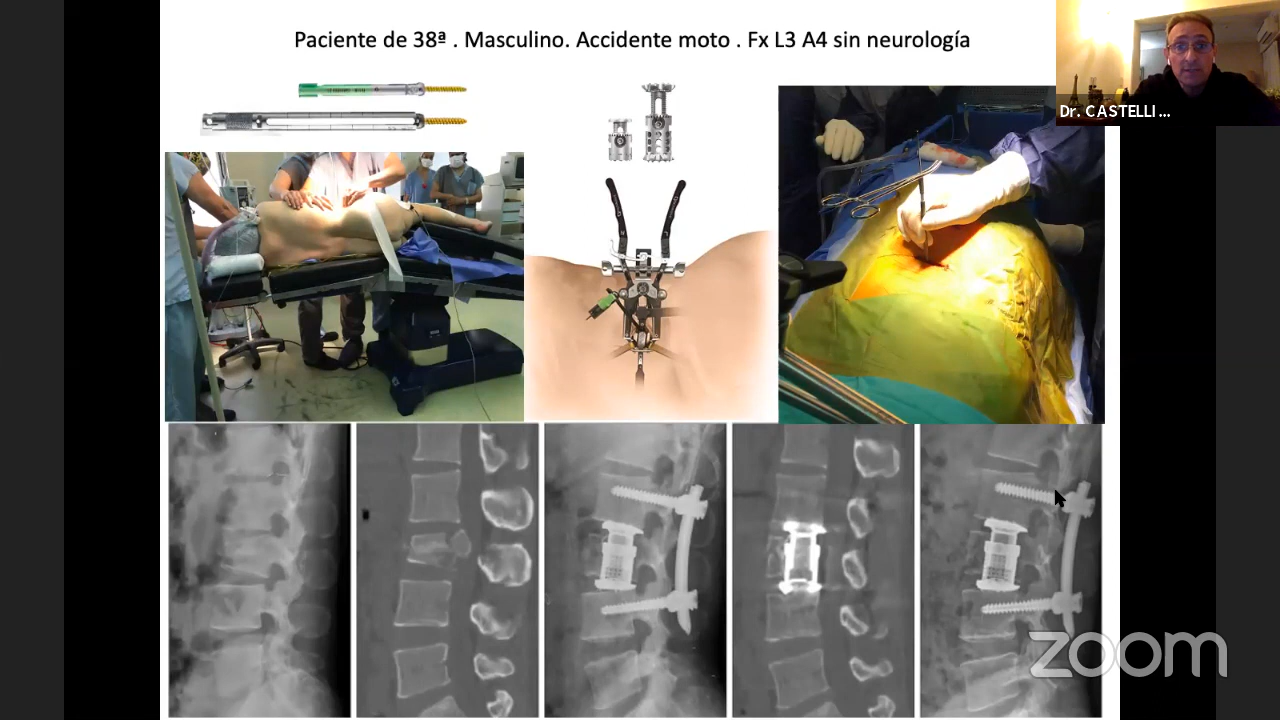 Paciente de 38ª . Masculino. Accidente moto . Fx L3 A4 sin neurología
Dr. CASTELLI ...
zoom